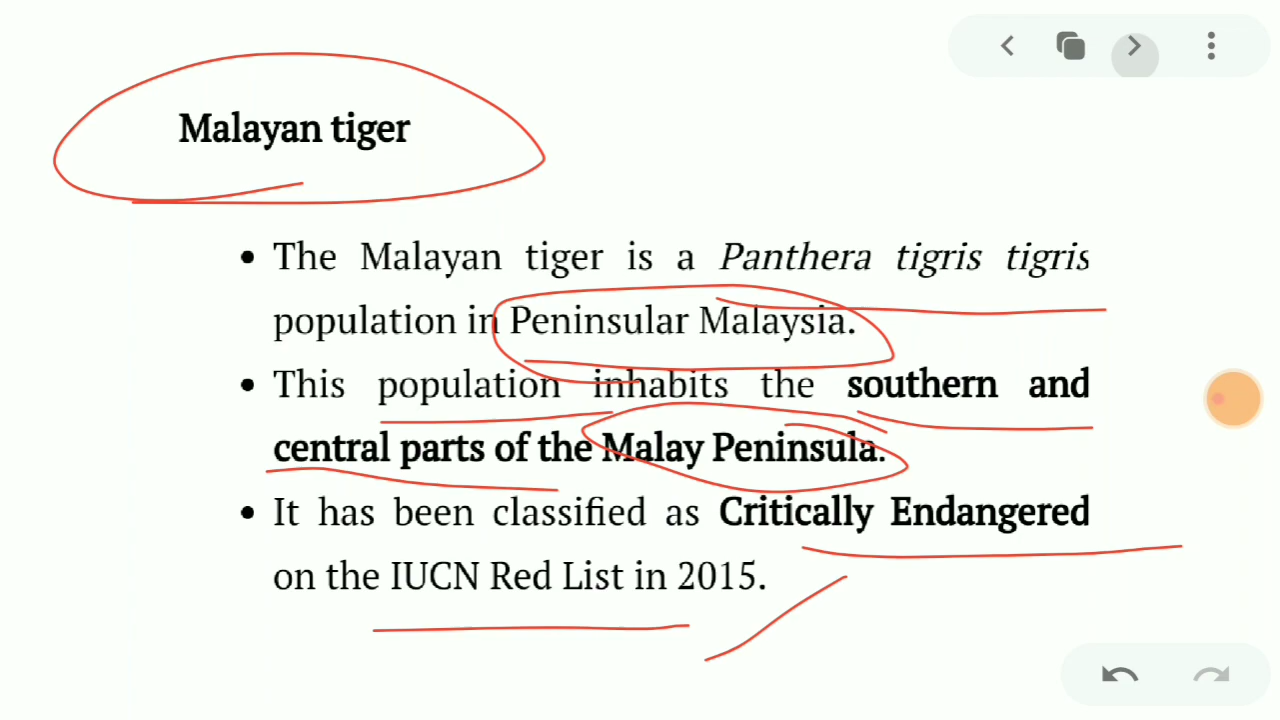 Malayan tiger
• The Malayan tiger is a Panthera tigris tigris
population in Peninsular Malaysia.
• This population inhabits the southern and
central parts of the Malay Peninsula.
• It has been classified as Critically Endangered
on the IUCN Red List in 2015.